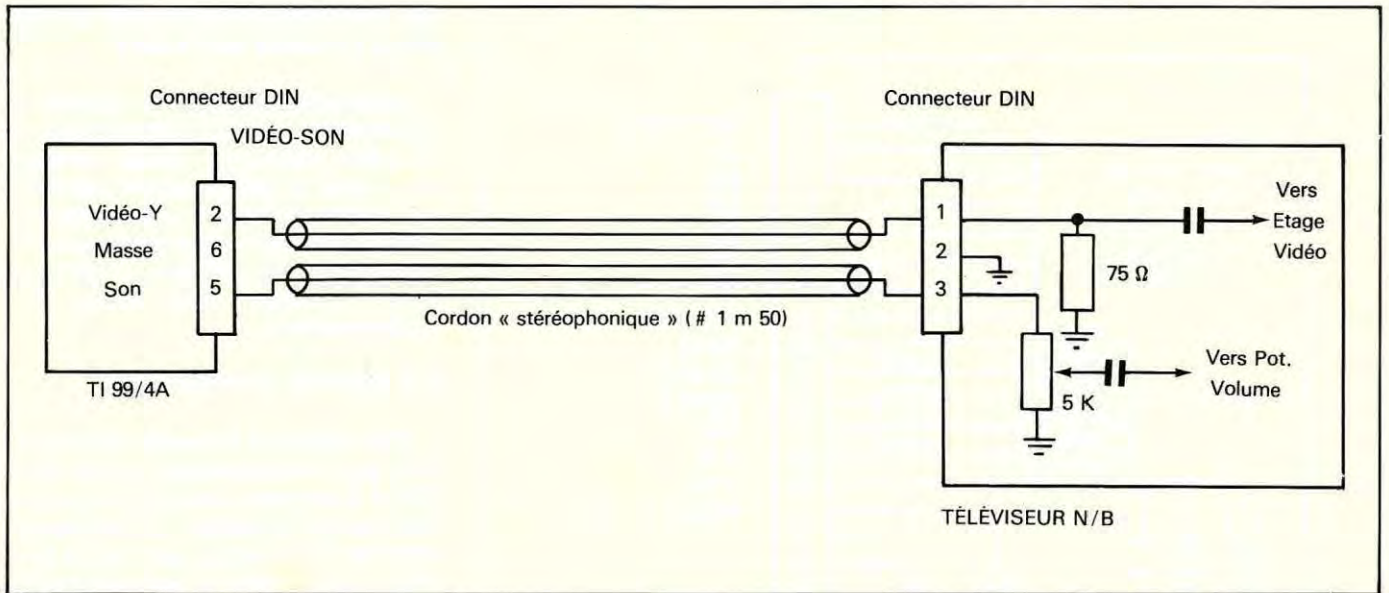 Connecteur DIN
VIDÉO-SON
Vidéo-Y
Masse
Son
2
6
5
TI 99/4A
Cordon « stéréophonique » ( # 1 m 50)
Connecteur DIN
1
2
3
75 Ω
5 K
Vers
Etage
Vidéo
Vers Pot.
Volume
TÉLÉVISEUR N/B